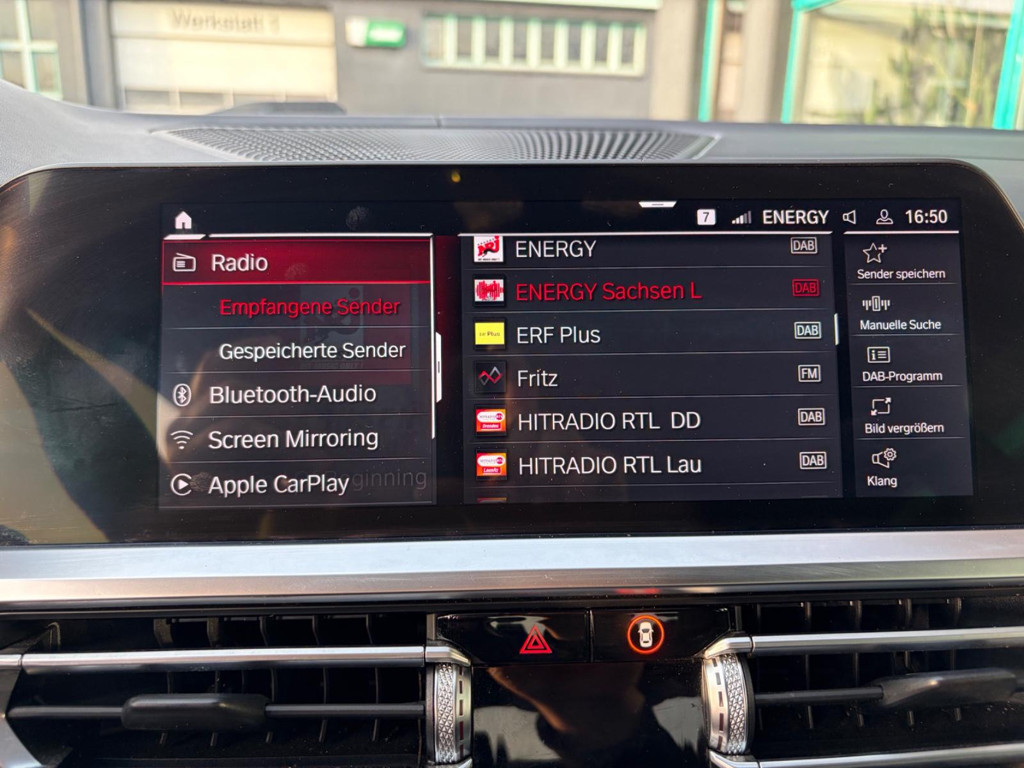 Werkstatt 1
7 ENERGY 16:50
Radio
Empfangene Sender
Gespeicherte Sender
Bluetooth-Audio
Screen Mirroring
Apple CarPlay
ginning
ENERGY DAB
ENERGY Sachsen L DAB
ERF Plus DAB
Fritz FM
HITRADIO RTL DD DAB
HITRADIO RTL Lau DAB
Sender speichern
Manuelle Suche
DAB-Programm
Bild vergrößern
Klang